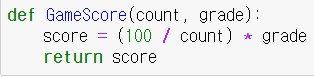 def GameScore(count, grade):
    score = (100 / count) * grade
    return score